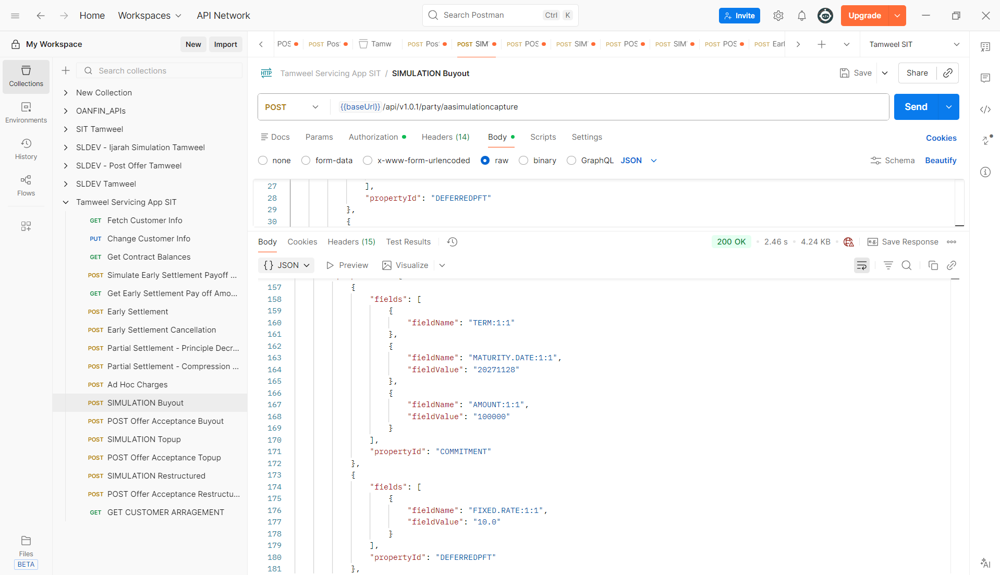 Home
Workspaces
API Network
Search Postman
Ctrl
K
Invite
Upgrade
My Workspace
New
Import
POS
POST Pos
Tamw
POST Pos
POST SIM
POST POS
POST SIM
POST POS
POST SIM
POST POS
POST Earl
Tamweel SIT
Collections
Environments
History
Flows
Files
BETA
Search collections
New Collection
OANFIN_APIs
SIT Tamweel
SLDEV - Ijarah Simulation Tamweel
SLDEV - Post Offer Tamweel
SLDEV Tamweel
Tamweel Servicing App SIT
GET Fetch Customer Info
PUT Change Customer Info
GET Get Contract Balances
POST Simulate Early Settlement Payoff ...
GET Get Early Settlement Pay off Amo...
POST Early Settlement
POST Early Settlement Cancellation
POST Partial Settlement - Principle Decr...
POST Partial Settlement - Compression ...
POST Ad Hoc Charges
POST SIMULATION Buyout
POST POST Offer Acceptance Buyout
POST SIMULATION Topup
POST POST Offer Acceptance Topup
POST SIMULATION Restructured
POST POST Offer Acceptance Restructu...
GET GET CUSTOMER ARRAGEMENT
HTTP Tamweel Servicing App SIT / SIMULATION Buyout
Save
Share
POST {{baseUrl}} /api/v1.0.1/party/aasimulationcapture
Send
Docs Params Authorization Headers (14) Body Scripts Settings
Cookies
none form-data x-www-form-urlencoded raw binary GraphQL JSON
Schema Beautify
27 ],
28 "propertyId": "DEFERREDPFT"
29 },
30 {
Body Cookies Headers (15) Test Results
200 OK • 2.46 s • 4.24 KB • e.g. Save Response
{} JSON Preview Visualize
157 {
158 "fields": [
159 {
160 "fieldName": "TERM:1:1"
161 },
162 {
163 "fieldName": "MATURITY.DATE:1:1",
164 "fieldValue": "20271128"
165 },
166 {
167 "fieldName": "AMOUNT:1:1",
168 "fieldValue": "100000"
169 }
170 ],
171 "propertyId": "COMMITMENT"
172 },
173 {
174 "fields": [
175 {
176 "fieldName": "FIXED.RATE:1:1",
177 "fieldValue": "10.0"
178 }
179 ],
180 "propertyId": "DEFERREDPFT"
181 },
AI